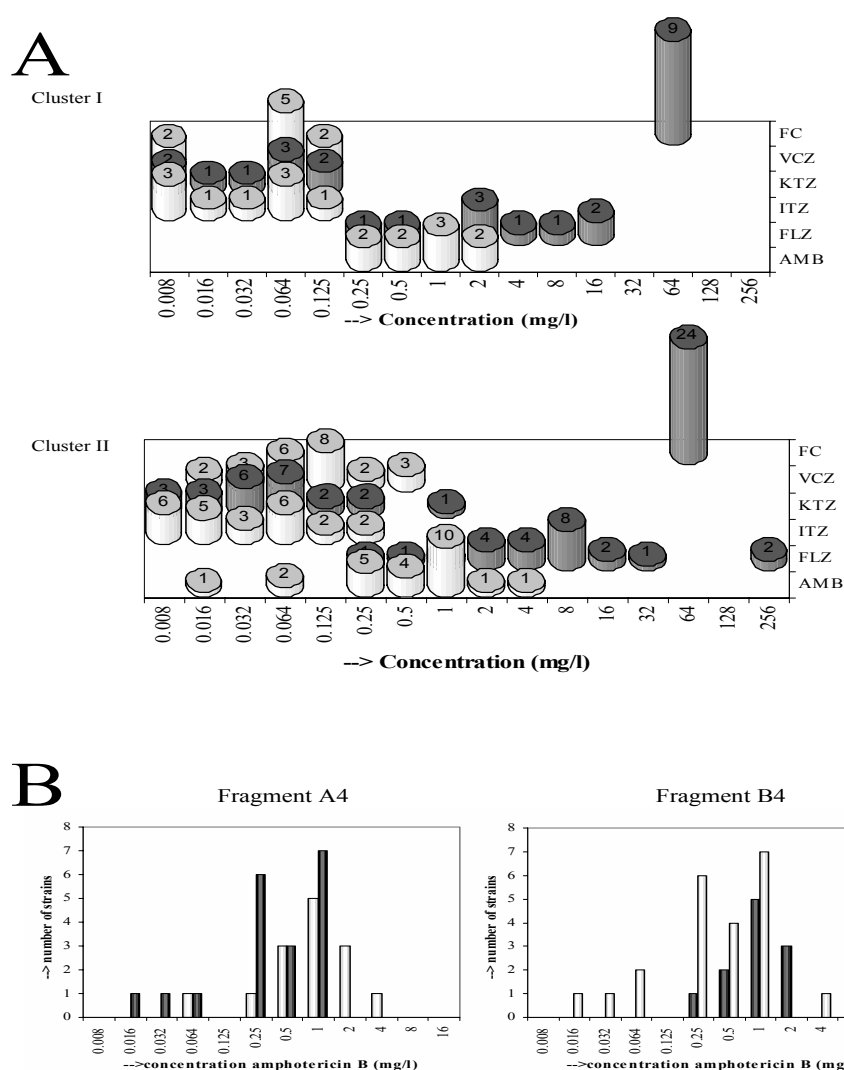 A
Cluster I
9
5
2 2 FC
2 3 2 VCZ
3 1 1 3 KTZ
1 1 1 3 2 ITZ
1 1 3 1 1 FLZ
2 2 2 AMB
0.008 0.016 0.032 0.064 0.125 0.25 0.5 1 2 4 8 16 32 64 128 256
--> Concentration (mg/l)
24
Cluster II
6 8 FC
2 3 6 7 2 3 VCZ
3 3 2 2 1 KTZ
6 5 3 6 2 2 8 ITZ
1 1 10 4 4 2 1 2 FLZ
1 2 5 4 1 1 AMB
0.008 0.016 0.032 0.064 0.125 0.25 0.5 1 2 4 8 16 32 64 128 256
--> Concentration (mg/l)
B
Fragment A4
8
7
6
5
4
3
2
1
0
--> number of strains
0.008 0.016 0.032 0.064 0.125 0.25 0.5 1 2 4 8 16
-->concentration amphotericin B (mg/l)
Fragment B4
8
7
6
5
4
3
2
1
0
--> number of strains
0.008 0.016 0.032 0.064 0.125 0.25 0.5 1 2 4
-->concentration amphotericin B (mg